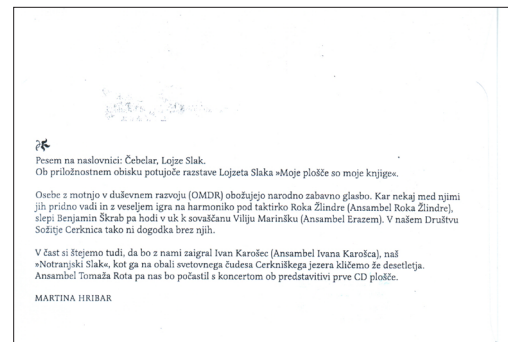 Pesem na naslovnici: Čebelar, Lojze Slak.
Ob priložnostnem obisku potujoče razstave Lojzeta Slaka »Moje plošče so moje knjige«.
Osebe z motnjo v duševnem razvoju (OMDR) obožujejo narodno zabavno glasbo. Kar nekaj med njimi
jih pridno vadi in z veseljem igra na harmoniko pod taktirko Roka Žlindre (Ansambel Roka Žlindre),
slepi Benjamin Škrab pa hodi v uk k sovaščanu Viliju Marinšku (Ansambel Erazem). V našem Društvu
Sožitje Cerknica tako ni dogodka brez njih.
V čast si štejemo tudi, da bo z nami zaigral Ivan Karošec (Ansambel Ivana Karošca), naš
»Notranjski Slak«, kot ga na obali svetovnega čudesa Cerkniškega jezera kličemo že desetletja.
Ansambel Tomaža Rota pa nas bo počastil s koncertom ob predstavitivi prve CD plošče.
MARTINA HRIBAR